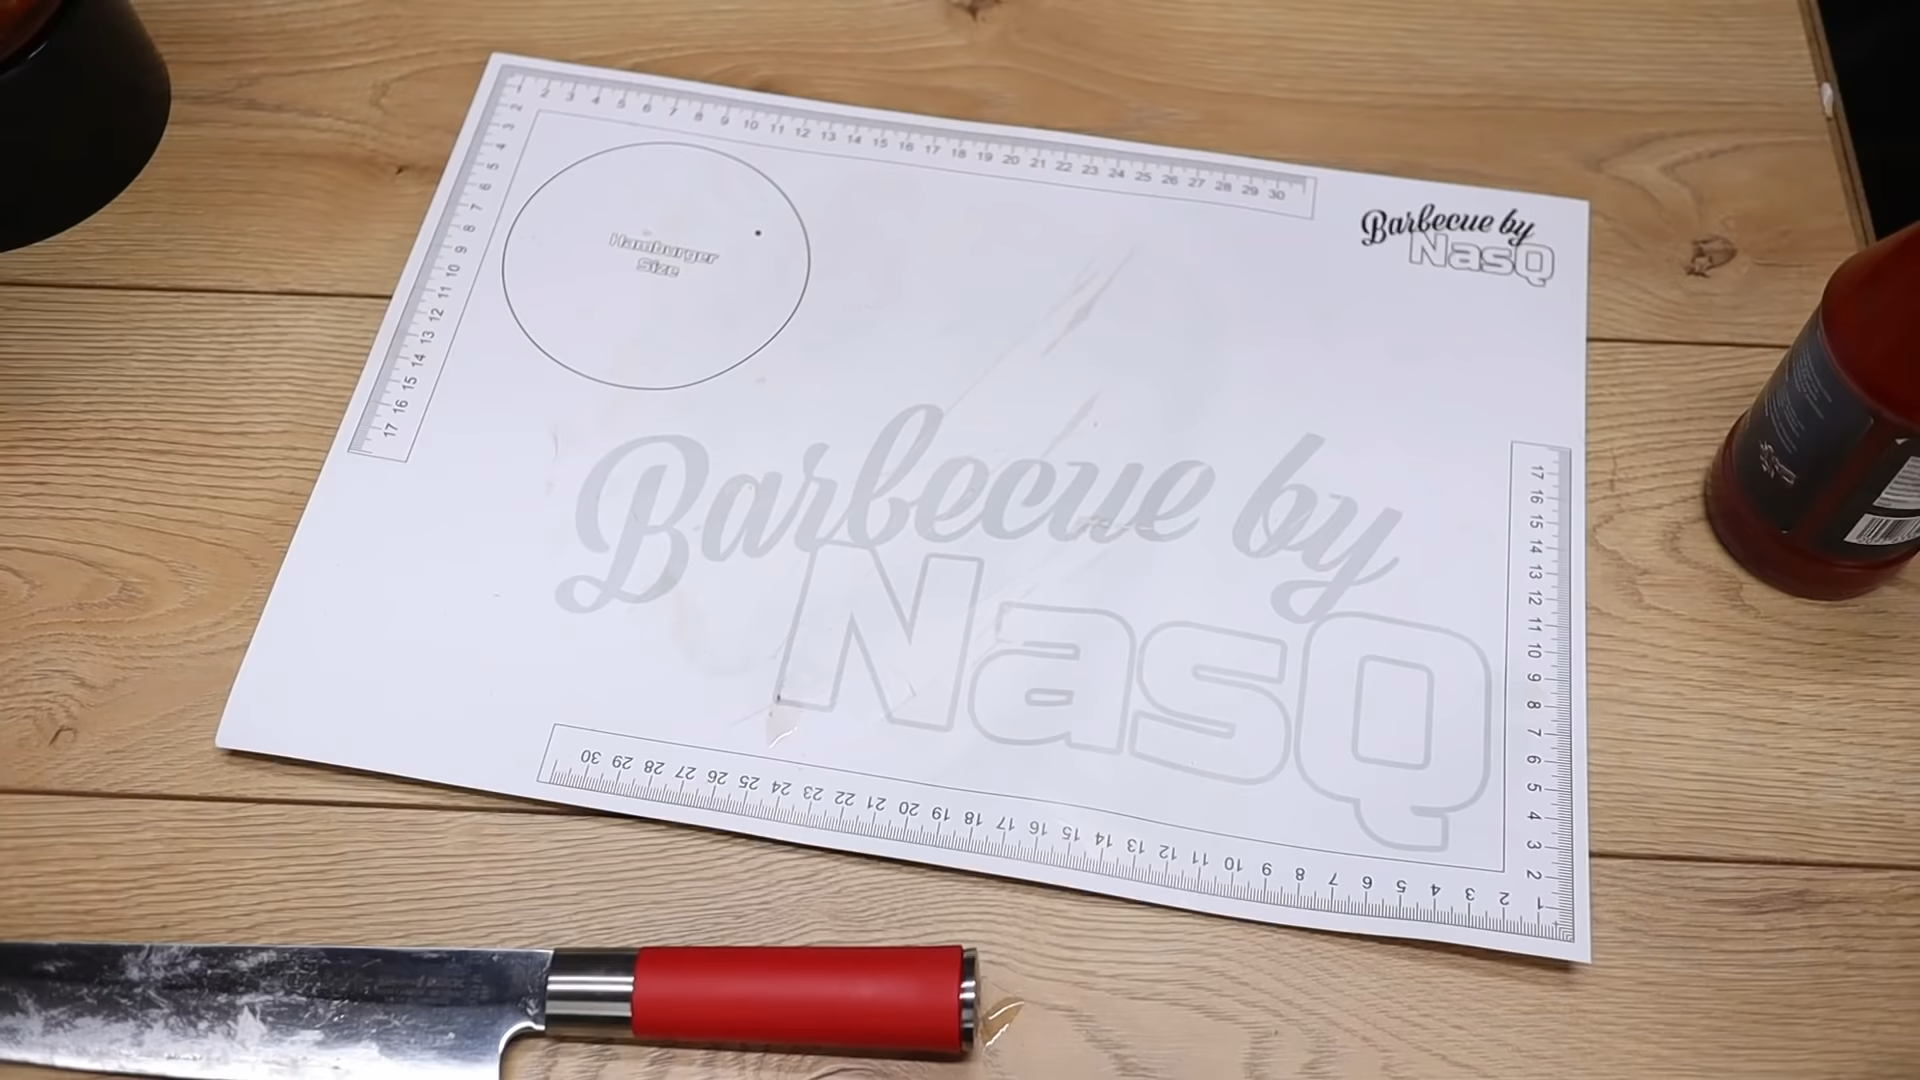 1 2 3 4 5 6 7 8 9 10 11 12 13 14 15 16 17 18 19 20 21 22 23 24 25 26 27 28 29 30
2 3 4 5 6 7 8 9 10 11 12 13 14 15 16 17
Hamburger
Size
Barbecue by
NasQ
Barbecue by
NasQ
17 16 15 14 13 12 11 10 9 8 7 6 5 4 3 2 1
30 29 28 27 26 25 24 23 22 21 20 19 18 17 16 15 14 13 12 11 10 9 8 7 6 5 4 3 2